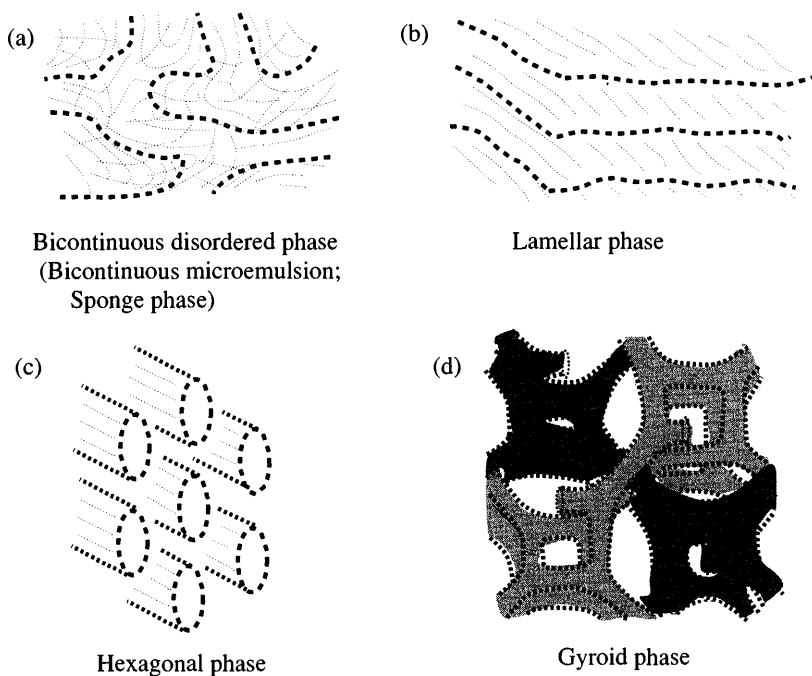 (a)
(b)
Bicontinuous disordered phase
(Bicontinuous microemulsion;
Sponge phase)
Lamellar phase
(c)
(d)
Hexagonal phase
Gyroid phase